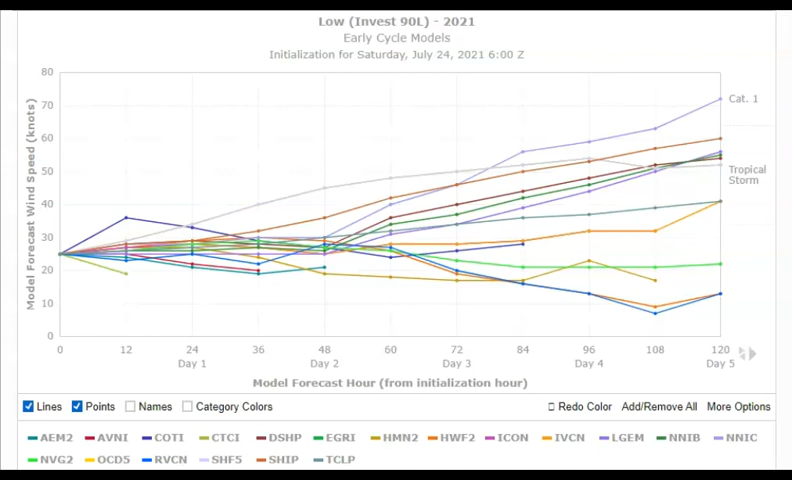 Low (Invest 90L) - 2021
Early Cycle Models
Initialization for Saturday, July 24, 2021 6:00 Z
Model Forecast Wind Speed (knots)
80
70
60
50
40
30
20
10
0
Cat. 1
Tropical
Storm
0 12 24 36 48 60 72 84 96 108 120
Day 1 Day 2 Day 3 Day 4 Day 5
Model Forecast Hour (from initialization hour)
Lines Points Names Category Colors Redo Color Add/Remove All More Options
AEM2 AVNI COTI CTCI DSHP EGRI HMN2 HWF2 ICON IVCN LGEM NNIB NNIC
NVG2 OCD5 RVCN SHF5 SHIP TCLP